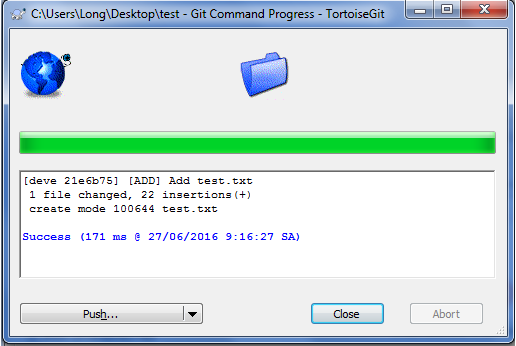 C:\Users\Long\Desktop\test - Git Command Progress - TortoiseGit
[deve 21e6b75] [ADD] Add test.txt
1 file changed, 22 insertions(+)
create mode 100644 test.txt
Success (171 ms @ 27/06/2016 9:16:27 SA)
Push...
Close
Abort